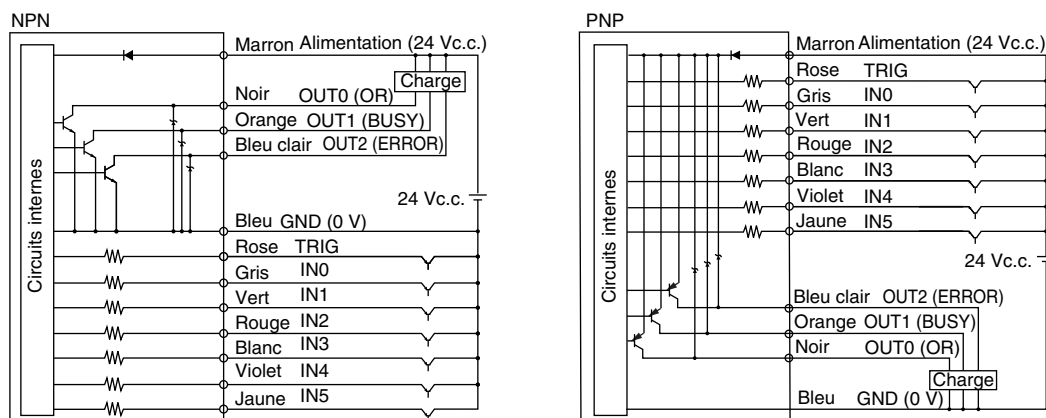 NPN
Circuits internes
Marron Alimentation (24 Vc.c.)
Charge
Noir OUT0 (OR)
Orange OUT1 (BUSY)
Bleu clair OUT2 (ERROR)
24 Vc.c.
Bleu GND (0 V)
Rose TRIG
Gris IN0
Vert IN1
Rouge IN2
Blanc IN3
Violet IN4
Jaune IN5
PNP
Circuits internes
Marron Alimentation (24 Vc.c.)
Rose TRIG
Gris IN0
Vert IN1
Rouge IN2
Blanc IN3
Violet IN4
Jaune IN5
24 Vc.c.
Bleu clair OUT2 (ERROR)
Orange OUT1 (BUSY)
Noir OUT0 (OR)
Charge
Bleu GND (0 V)